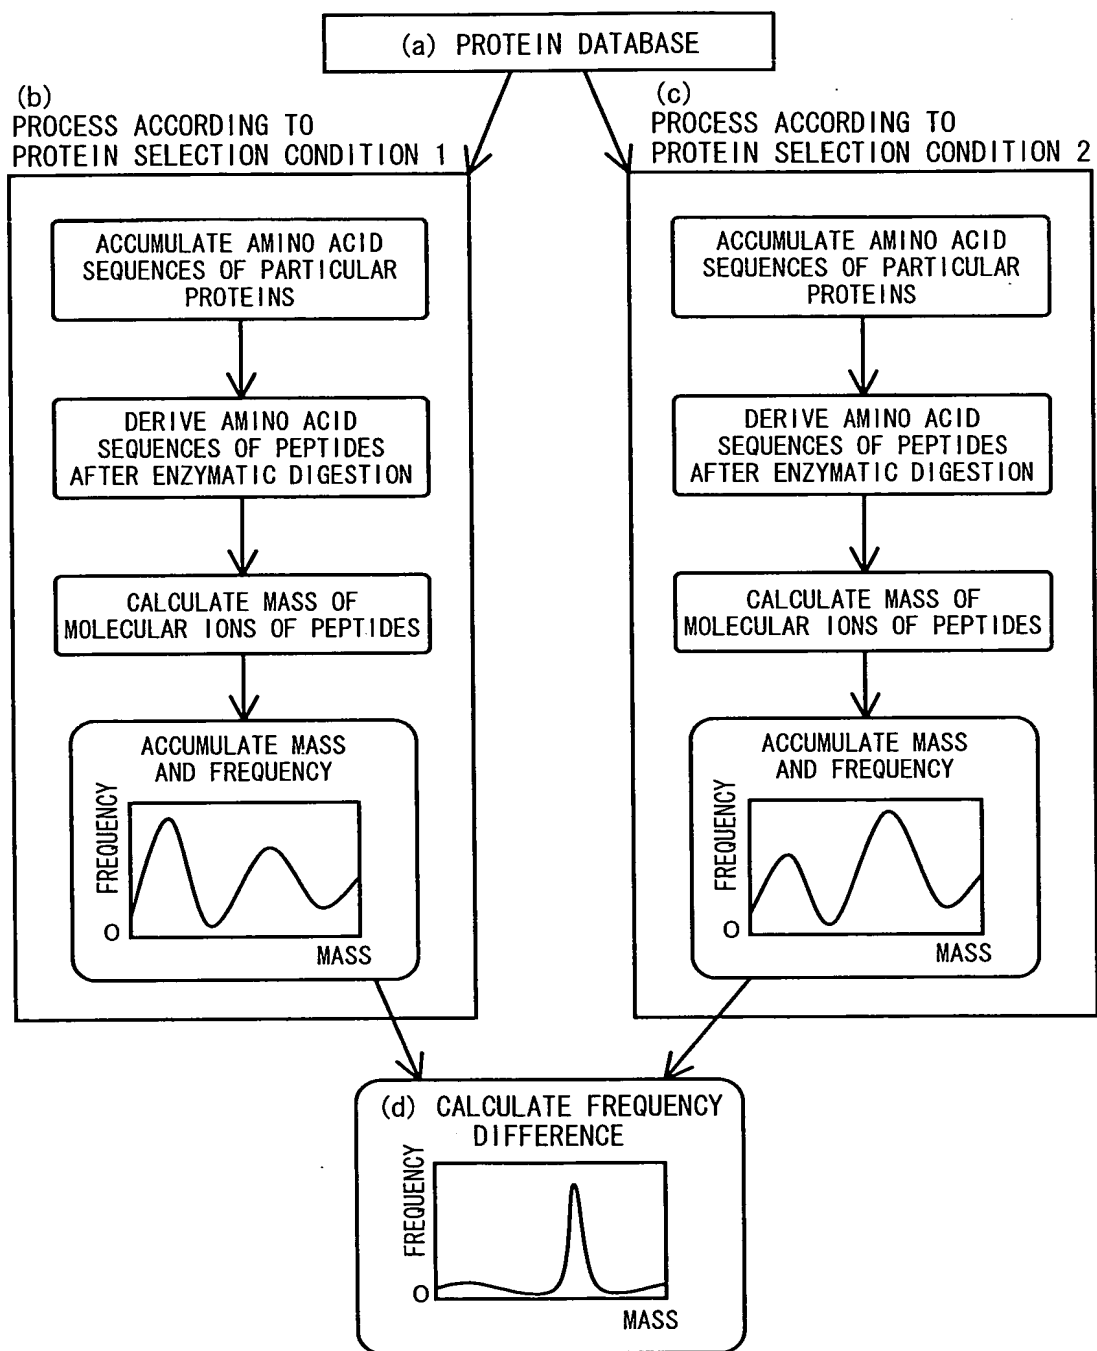 (a) PROTEIN DATABASE
(b)
PROCESS ACCORDING TO
PROTEIN SELECTION CONDITION 1
ACCUMULATE AMINO ACID
SEQUENCES OF PARTICULAR
PROTEINS
DERIVE AMINO ACID
SEQUENCES OF PEPTIDES
AFTER ENZYMATIC DIGESTION
CALCULATE MASS OF
MOLECULAR IONS OF PEPTIDES
ACCUMULATE MASS
AND FREQUENCY
FREQUENCY
0
MASS
(c)
PROCESS ACCORDING TO
PROTEIN SELECTION CONDITION 2
ACCUMULATE AMINO ACID
SEQUENCES OF PARTICULAR
PROTEINS
DERIVE AMINO ACID
SEQUENCES OF PEPTIDES
AFTER ENZYMATIC DIGESTION
CALCULATE MASS OF
MOLECULAR IONS OF PEPTIDES
ACCUMULATE MASS
AND FREQUENCY
FREQUENCY
0
MASS
(d) CALCULATE FREQUENCY
DIFFERENCE
FREQUENCY
0
MASS